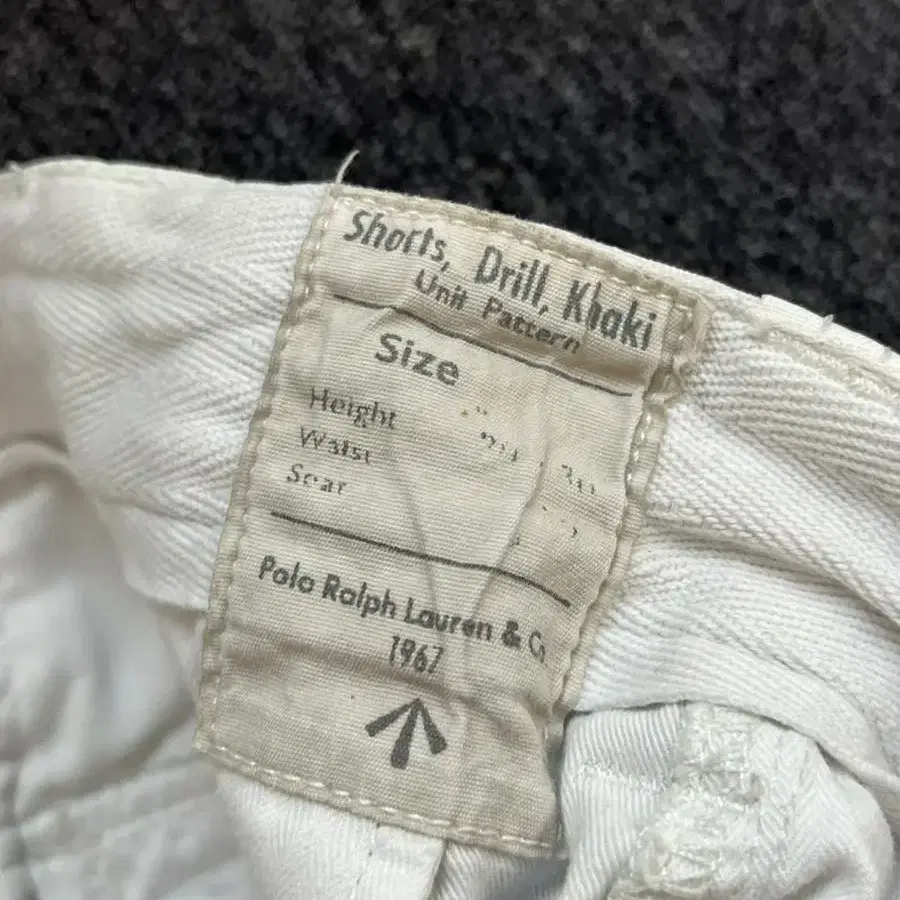 Shorts, Drill, Khaki
Unit Pattern
Size
Height
Waist
Seat
Polo Ralph Lauren & Co
1967